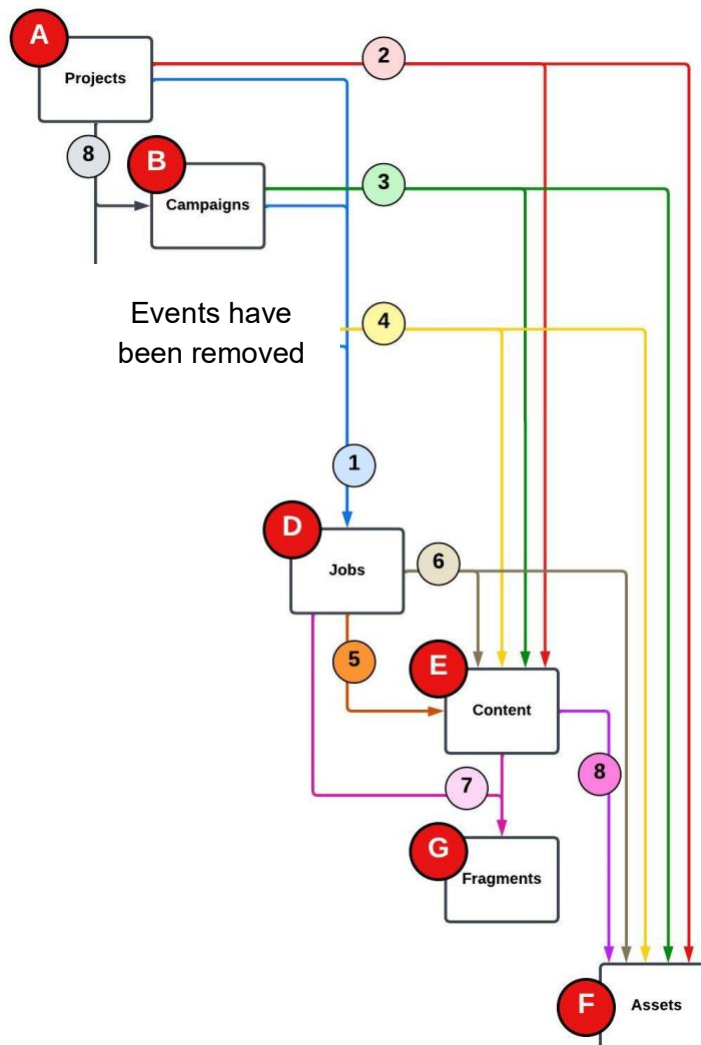 A
Projects
2
8
B
Campaigns
3
Events have
been removed
4
1
D
Jobs
6
5
E
Content
7
8
G
Fragments
F
Assets